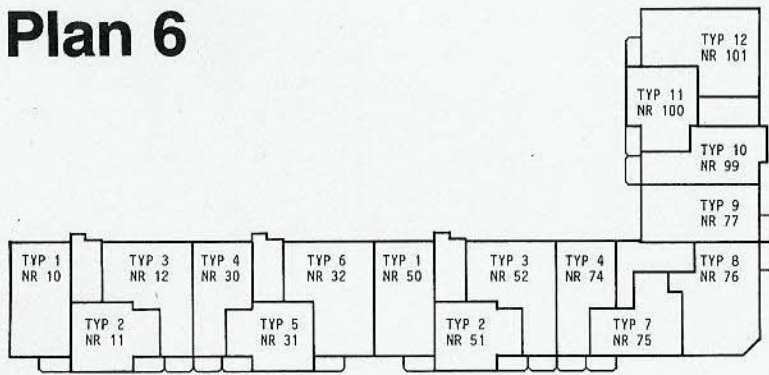 Plan 6
TYP 12
NR 101
TYP 11
NR 100
TYP 10
NR 99
TYP 9
NR 77
TYP 1
NR 10
TYP 3
NR 12
TYP 4
NR 30
TYP 6
NR 32
TYP 1
NR 50
TYP 3
NR 52
TYP 4
NR 74
TYP 8
NR 76
TYP 2
NR 11
TYP 5
NR 31
TYP 2
NR 51
TYP 7
NR 75